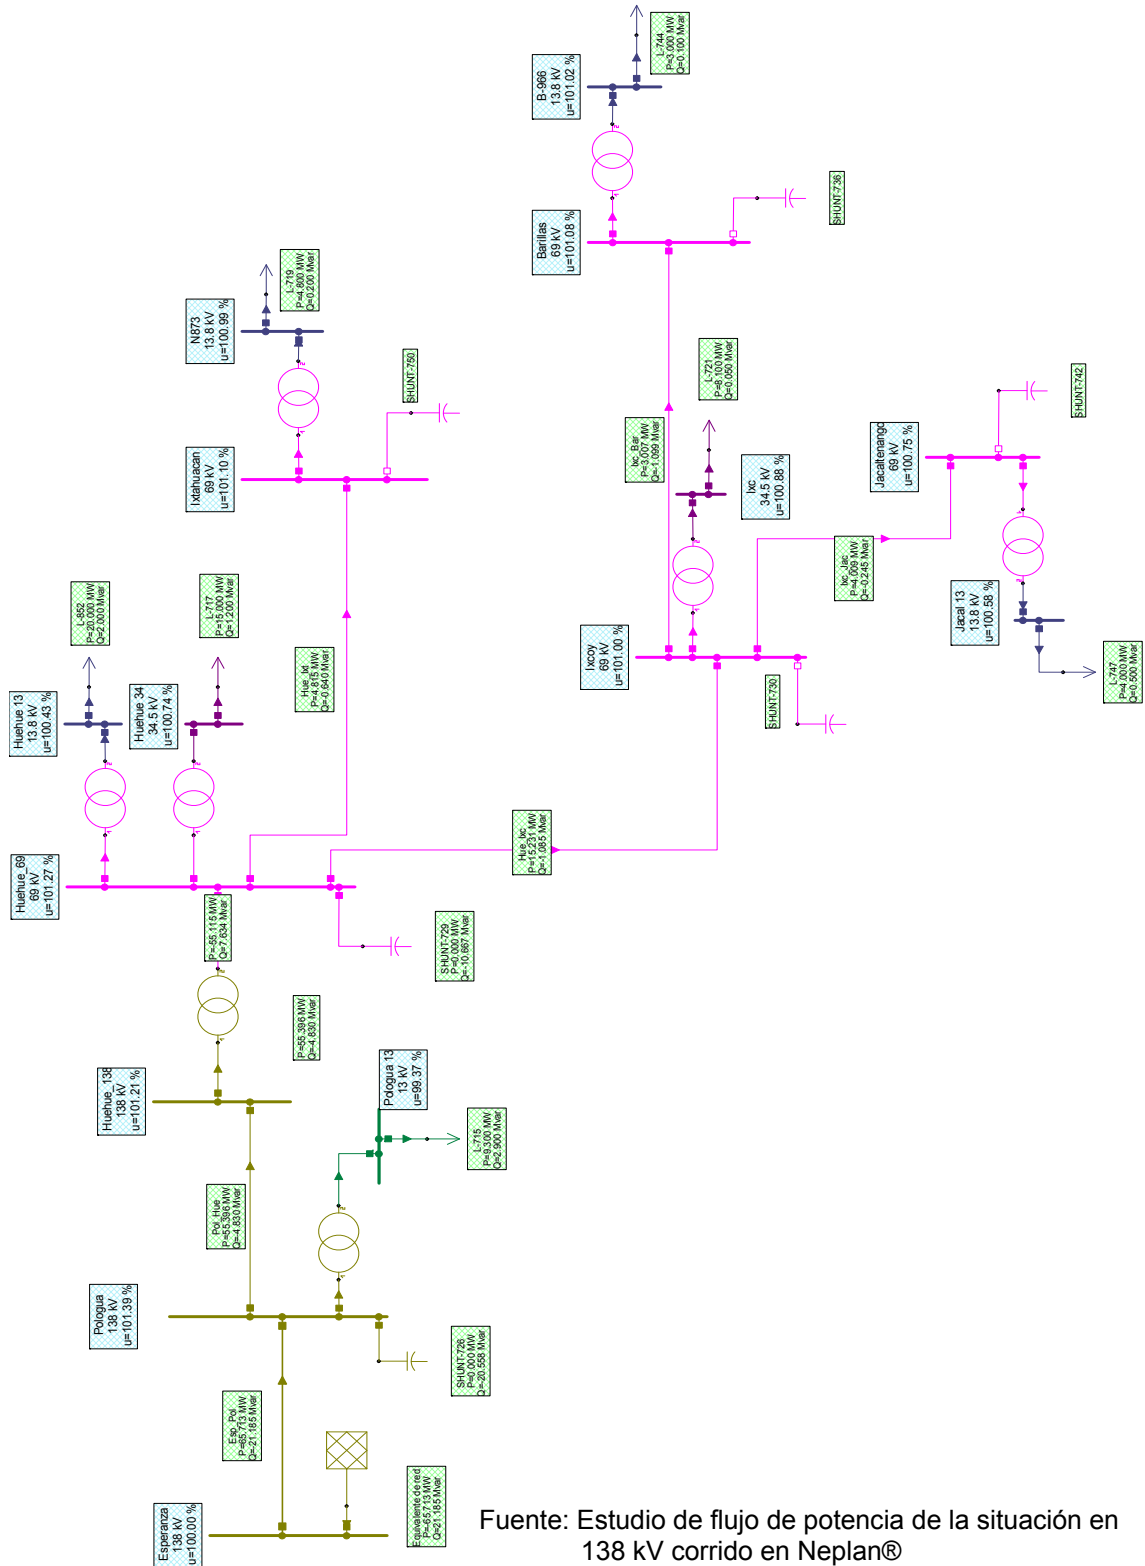 L-744
P=3.000 MW
Q=0.100 Mvar
B-966
13.8 kV
u=101.02 %
Barillas
69 kV
u=101.08 %
SHUNT-736
L-719
P=4.800 MW
Q=0.200 Mvar
N873
13.8 kV
u=100.99 %
SHUNT-750
Ixtahuacan
69 kV
u=101.10 %
L-721
P=8.100 MW
Q=0.050 Mvar
Ixc_Bar
P=3.007 MW
Q=-1.099 Mvar
Ixc
34.5 kV
u=100.88 %
SHUNT-742
Jacaltenango
69 kV
u=100.75 %
Ixc_Jac
P=4.009 MW
Q=-0.245 Mvar
Jacal 13
13.8 kV
u=100.58 %
L-747
P=4.000 MW
Q=0.500 Mvar
Ixcoy
69 kV
u=101.00 %
SHUNT-730
L-852
P=20.000 MW
Q=2.000 Mvar
L-717
P=15.000 MW
Q=1.200 Mvar
Huehue 13
13.8 kV
u=100.43 %
Huehue 34
34.5 kV
u=100.74 %
Hue_Ixt
P=4.815 MW
Q=-0.640 Mvar
Hue_Ixc
P=15.231 MW
Q=-1.085 Mvar
Huehue_69
69 kV
u=101.27 %
P=-55.115 MW
Q=7.634 Mvar
SHUNT-729
P=0.000 MW
Q=-10.667 Mvar
P=55.396 MW
Q=-4.830 Mvar
Huehue_138
138 kV
u=101.21 %
Pologua 13
13 kV
u=99.37 %
L-715
P=9.300 MW
Q=2.900 Mvar
Pol_Hue
P=55.396 MW
Q=-4.830 Mvar
Pologua
138 kV
u=101.39 %
SHUNT-726
P=0.000 MW
Q=-20.558 Mvar
Esp_Pol
P=65.713 MW
Q=-21.185 Mvar
Esperanza
138 kV
u=100.00 %
Equivalente de red
P=-65.713 MW
Q=21.185 Mvar
Fuente: Estudio de flujo de potencia de la situación en
138 kV corrido en Neplan®